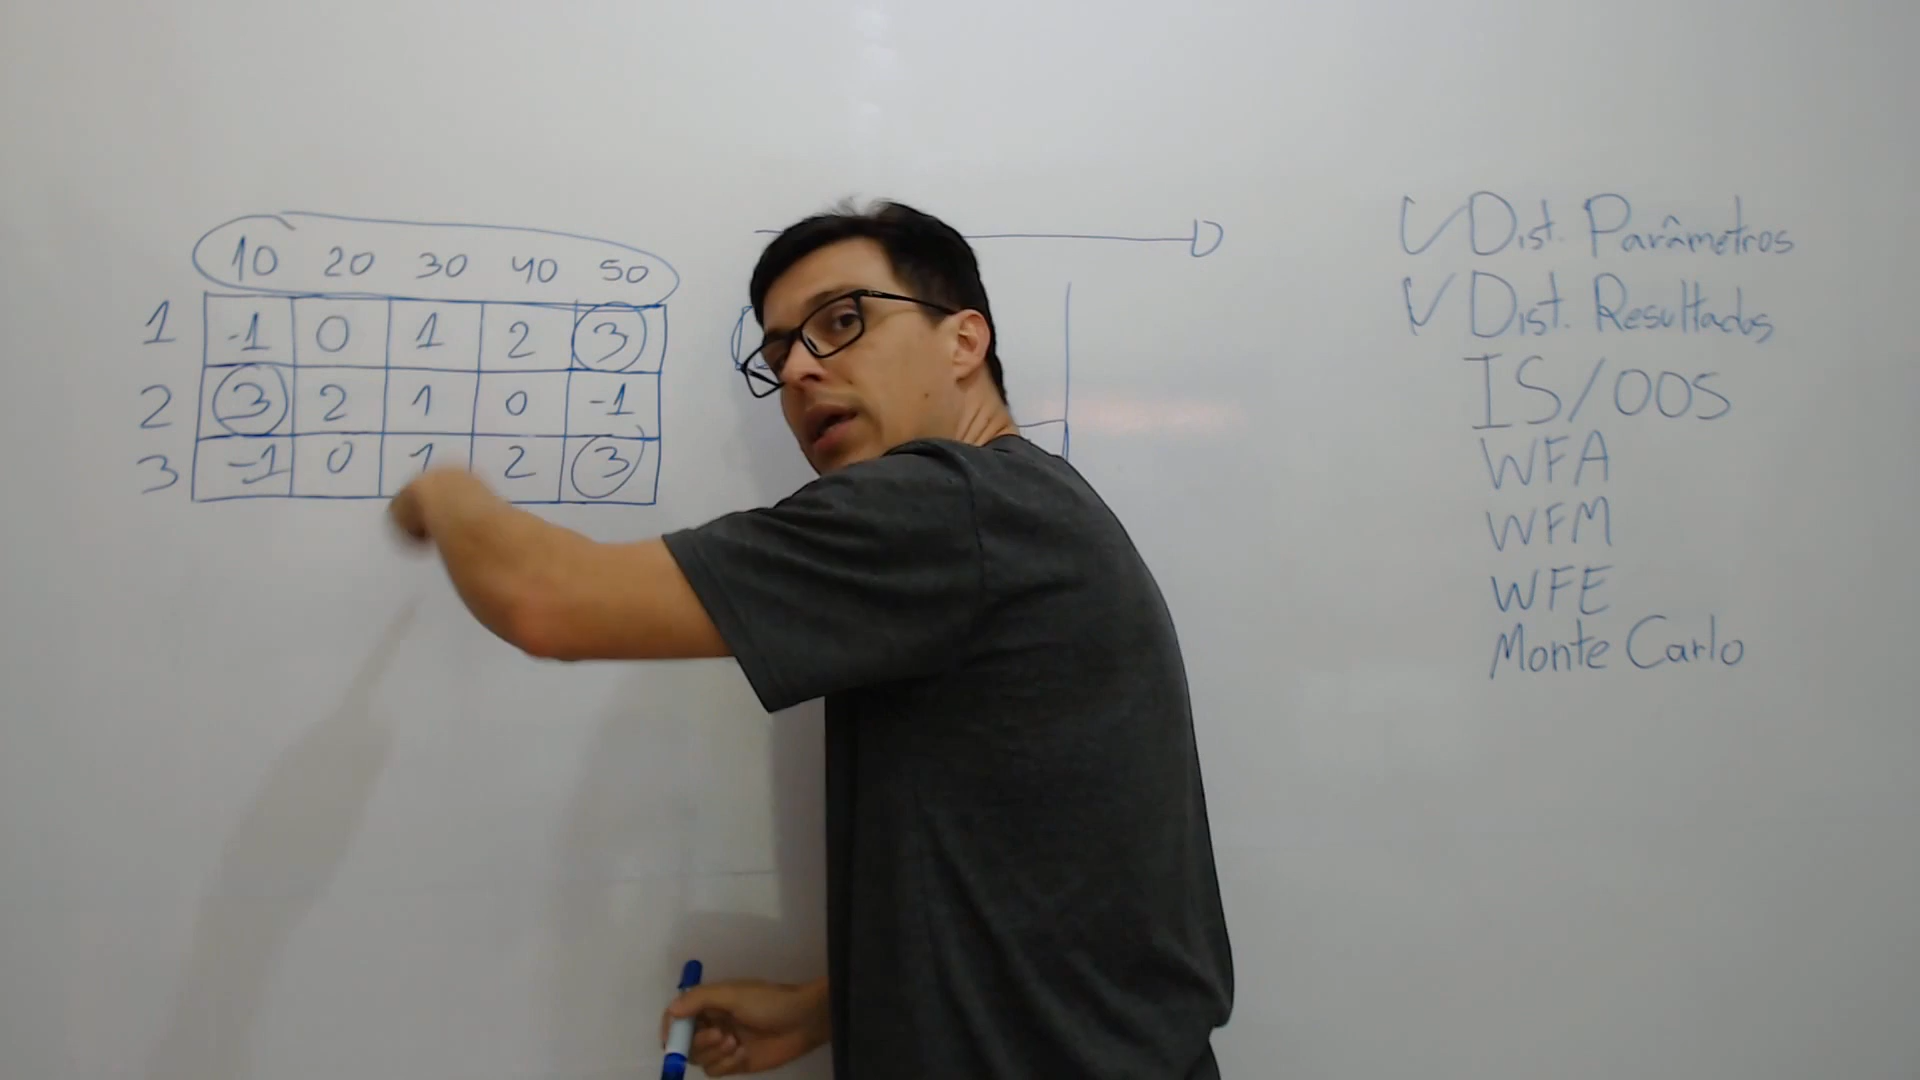 10 20 30 40 50
1 -1 0 1 2 3
2 3 2 1 0 -1
3 -1 0 1 2 3
Dist. Parâmetros
Dist. Resultados
IS/OOS
WFA
WFM
WFE
Monte Carlo